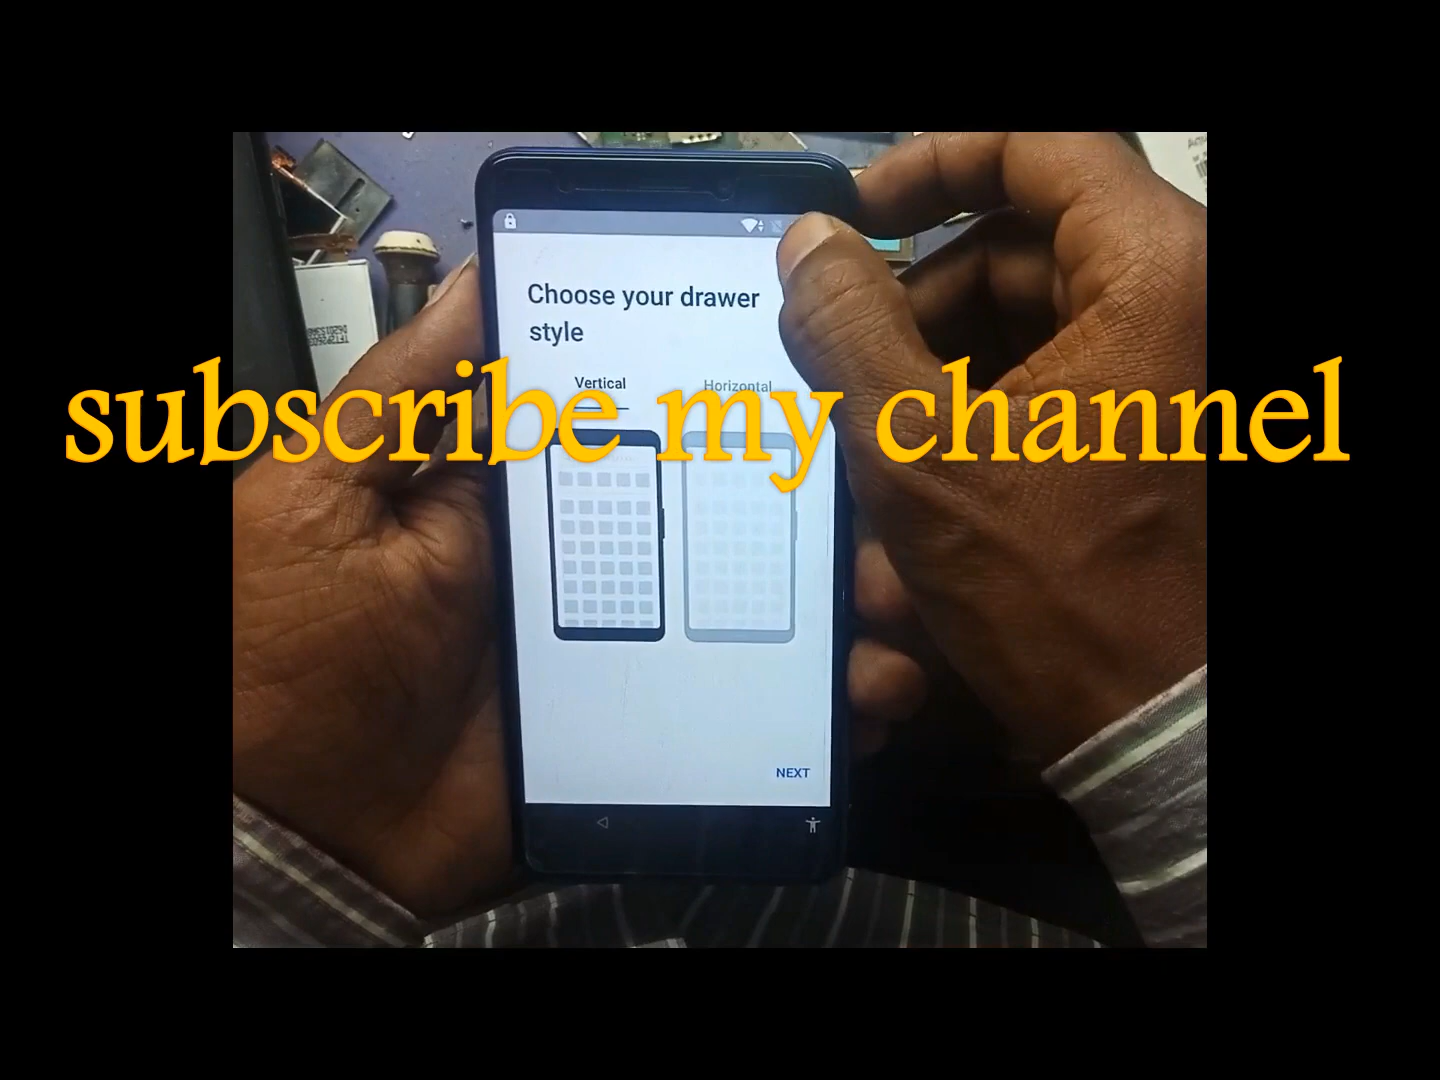 Choose your drawer
style
Vertical
Horizontal
subscribe my channel
NEXT